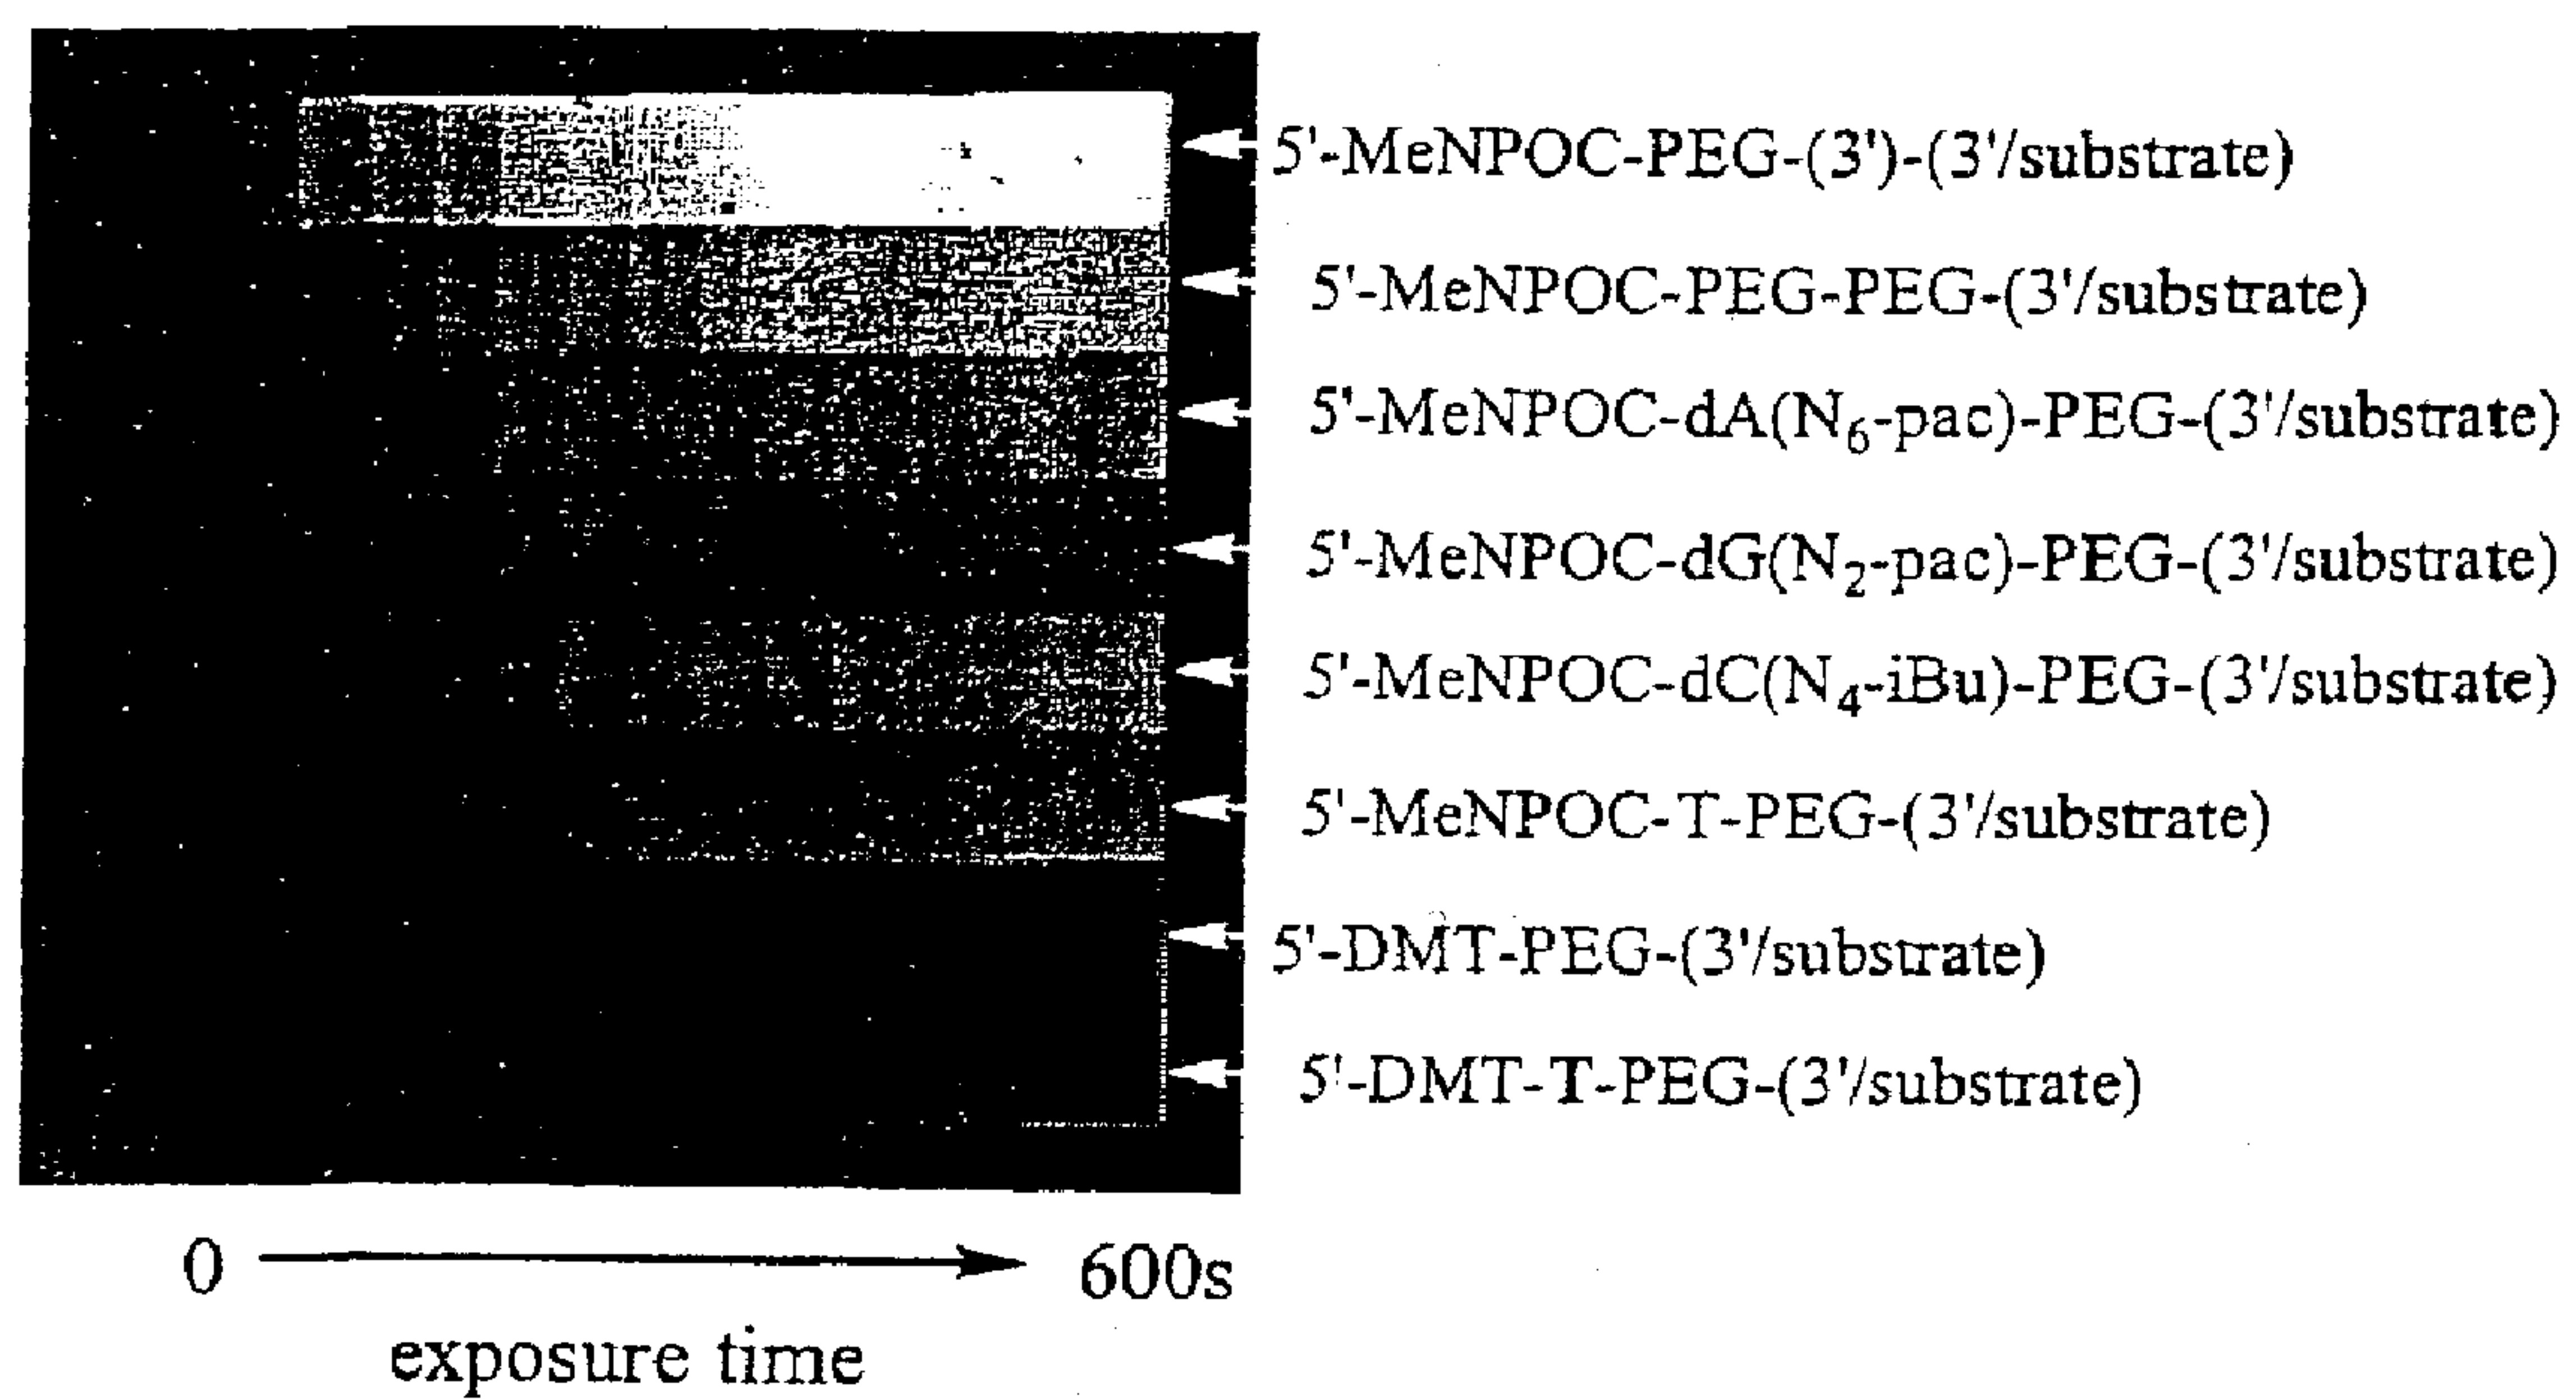 5'-MeNPOC-PEG-(3')-(3'/substrate)
5'-MeNPOC-PEG-PEG-(3'/substrate)
5'-MeNPOC-dA(N₆-pac)-PEG-(3'/substrate)
5'-MeNPOC-dG(N₂-pac)-PEG-(3'/substrate)
5'-MeNPOC-dC(N₄-iBu)-PEG-(3'/substrate)
5'-MeNPOC-T-PEG-(3'/substrate)
5'-DMT-PEG-(3'/substrate)
5'-DMT-T-PEG-(3'/substrate)
0 600s
exposure time